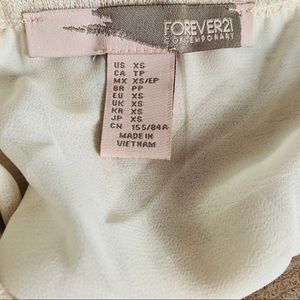 FOREVER21
CONTEMPORARY
US XS
CA TP
MX XS/EP
BR PP
EU XS
UK XS
KR XS
JP XS
CN 155/84A
MADE IN
VIETNAM